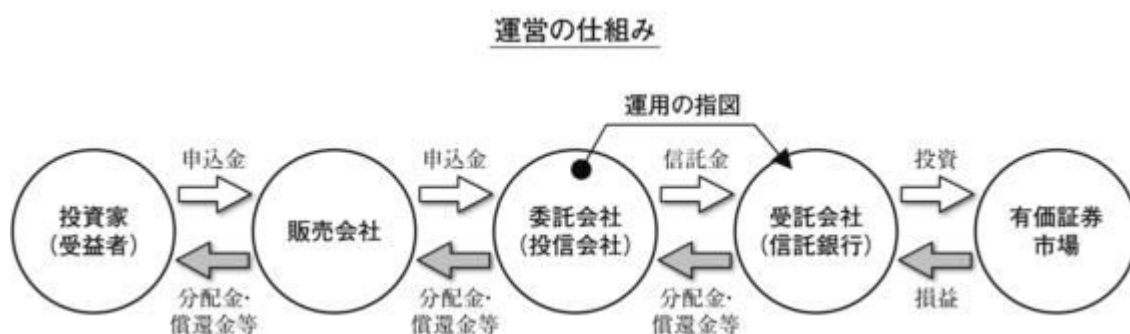 運営の仕組み
運用の指図
申込金
申込金
信託金
投資
投資家
(受益者)
販売会社
委託会社
(投信会社)
受託会社
(信託銀行)
有価証券
市場
分配金・
償還金等
分配金・
償還金等
分配金・
償還金等
損益